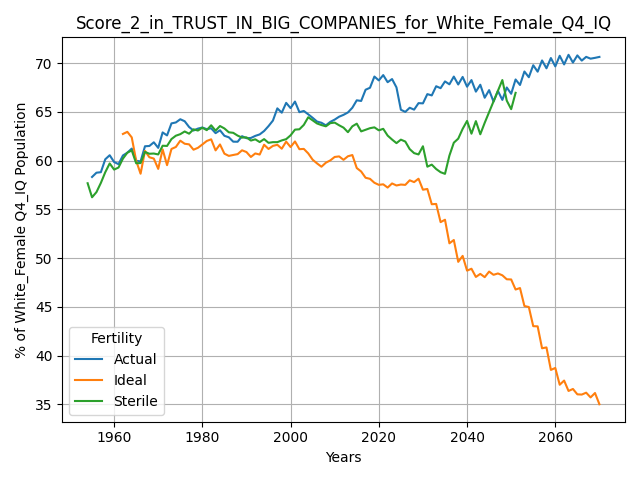 Score_2_in_TRUST_IN_BIG_COMPANIES_for_White_Female_Q4_IQ
% of White_Female Q4_IQ Population
70
65
60
55
50
45
40
35
Fertility
Actual
Ideal
Sterile
1960
1980
2000
2020
2040
2060
Years